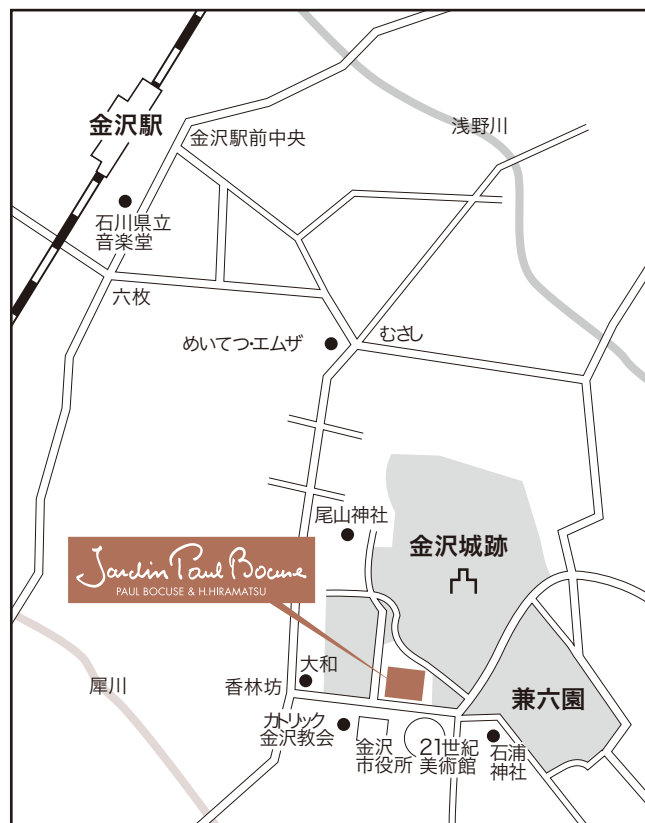 金沢駅
金沢駅前中央
浅野川
石川県立
音楽堂
六枚
めいてつ・エムザ
むさし
尾山神社
金沢城跡
Jardin Paul Bocuse
PAUL BOCUSE & H.HIRAMATSU
大和
香林坊
犀川
兼六園
カトリック
金沢教会
金沢
市役所
21世紀
美術館
石浦
神社